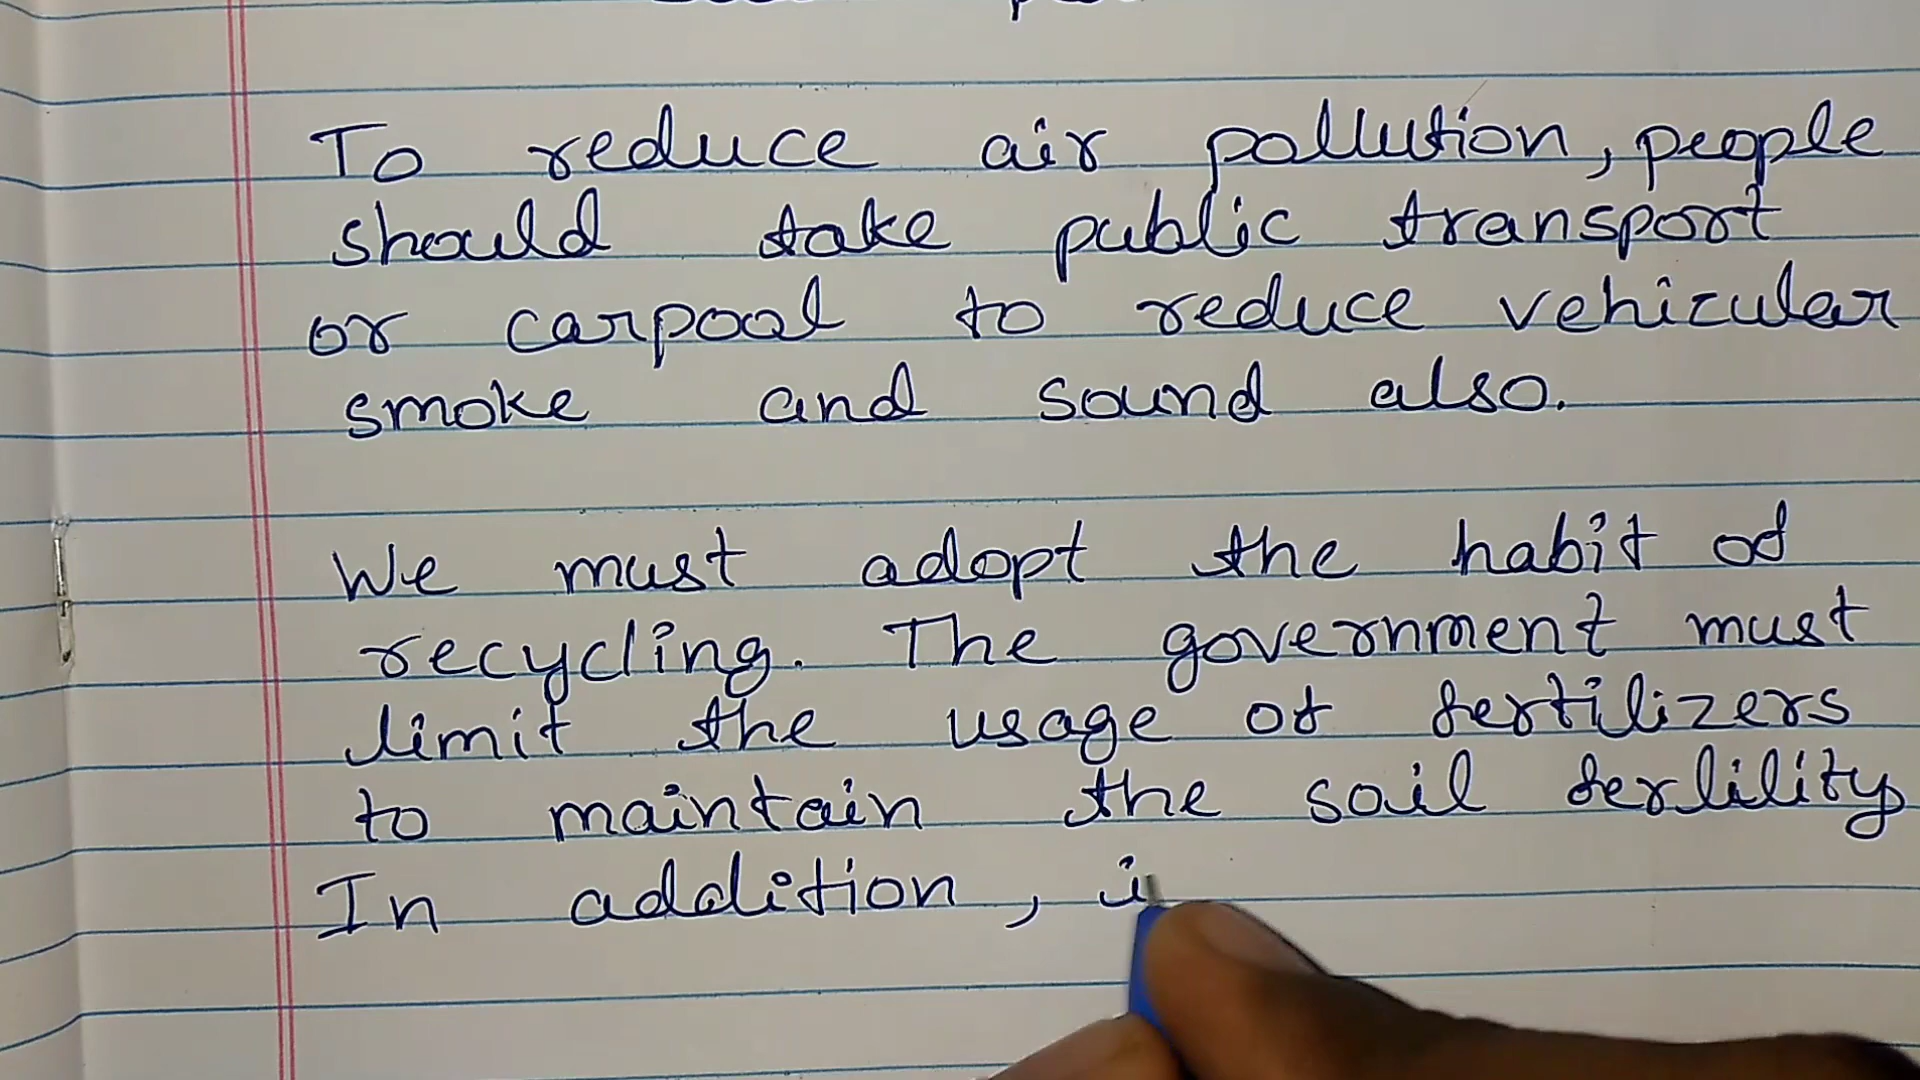 To reduce air pollution, people
should take public transport
or carpool to reduce vehicular
smoke and sound also.
We must adopt the habit of
recycling. The government must
limit the usage of fertilizers
to maintain the soil ferlility
In addition, i